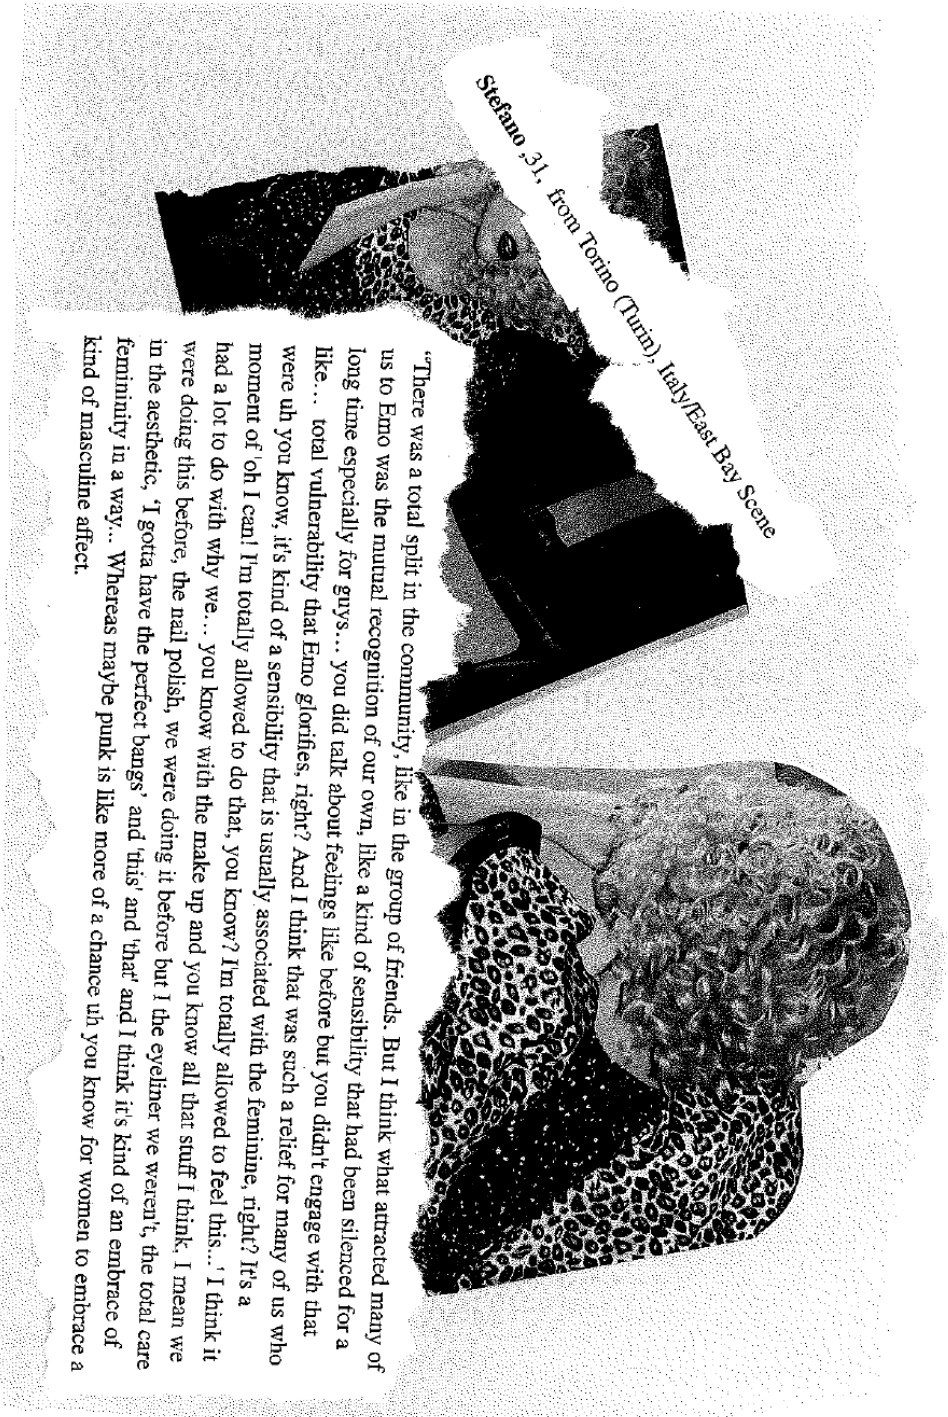 Stefano ,31, from Torino (Turin), Italy/East Bay Scene
“There was a total split in the community, like in the group of friends. But I think what attracted many of
us to Emo was the mutual recognition of our own, like a kind of sensibility that had been silenced for a
long time especially for guys… you did talk about feelings like before but you didn't engage with that
like… total vulnerability that Emo glorifies, right? And I think that was such a relief for many of us who
were uh you know, it's kind of a sensibility that is usually associated with the feminine, right? It's a
moment of 'oh I can! I'm totally allowed to do that, you know? I'm totally allowed to feel this…' I think it
had a lot to do with why we… you know with the make up and you know all that stuff I think, I mean we
were doing this before, the nail polish, we were doing it before but I the eyeliner we weren't, the total care
in the aesthetic, ‘I gotta have the perfect bangs’ and 'this' and 'that' and I think it's kind of an embrace of
femininity in a way... Whereas maybe punk is like more of a chance uh you know for women to embrace a
kind of masculine affect.